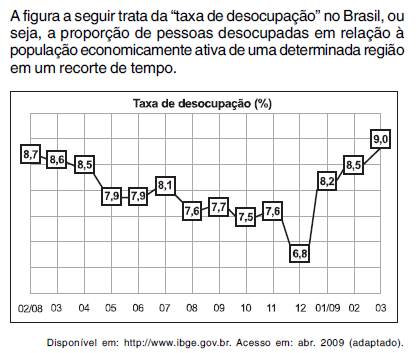 A figura a seguir trata da “taxa de desocupação” no Brasil, ou
seja, a proporção de pessoas desocupadas em relação à
população economicamente ativa de uma determinada região
em um recorte de tempo.
Taxa de desocupação (%)
8,7
8,6
8,5
7,9
7,9
8,1
7,6
7,7
7,5
7,6
6,8
8,2
8,5
9,0
02/08 03 04 05 06 07 08 09 10 11 12 01/09 02 03
Disponível em: http://www.ibge.gov.br. Acesso em: abr. 2009 (adaptado).